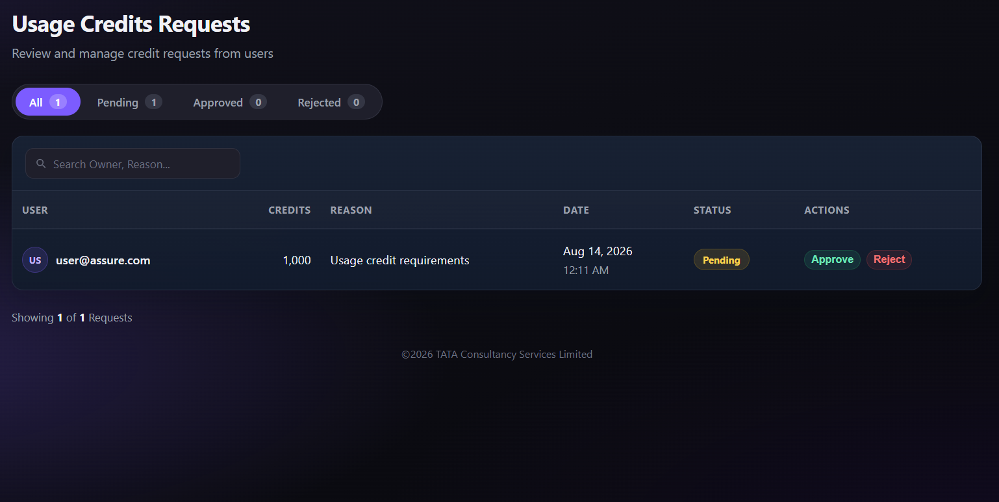 Usage Credits Requests
Review and manage credit requests from users
All 1 Pending 1 Approved 0 Rejected 0
Search Owner, Reason...
USER CREDITS REASON DATE STATUS ACTIONS
US user@assure.com 1,000 Usage credit requirements Aug 14, 2026 12:11 AM Pending Approve Reject
Showing 1 of 1 Requests
©2026 TATA Consultancy Services Limited